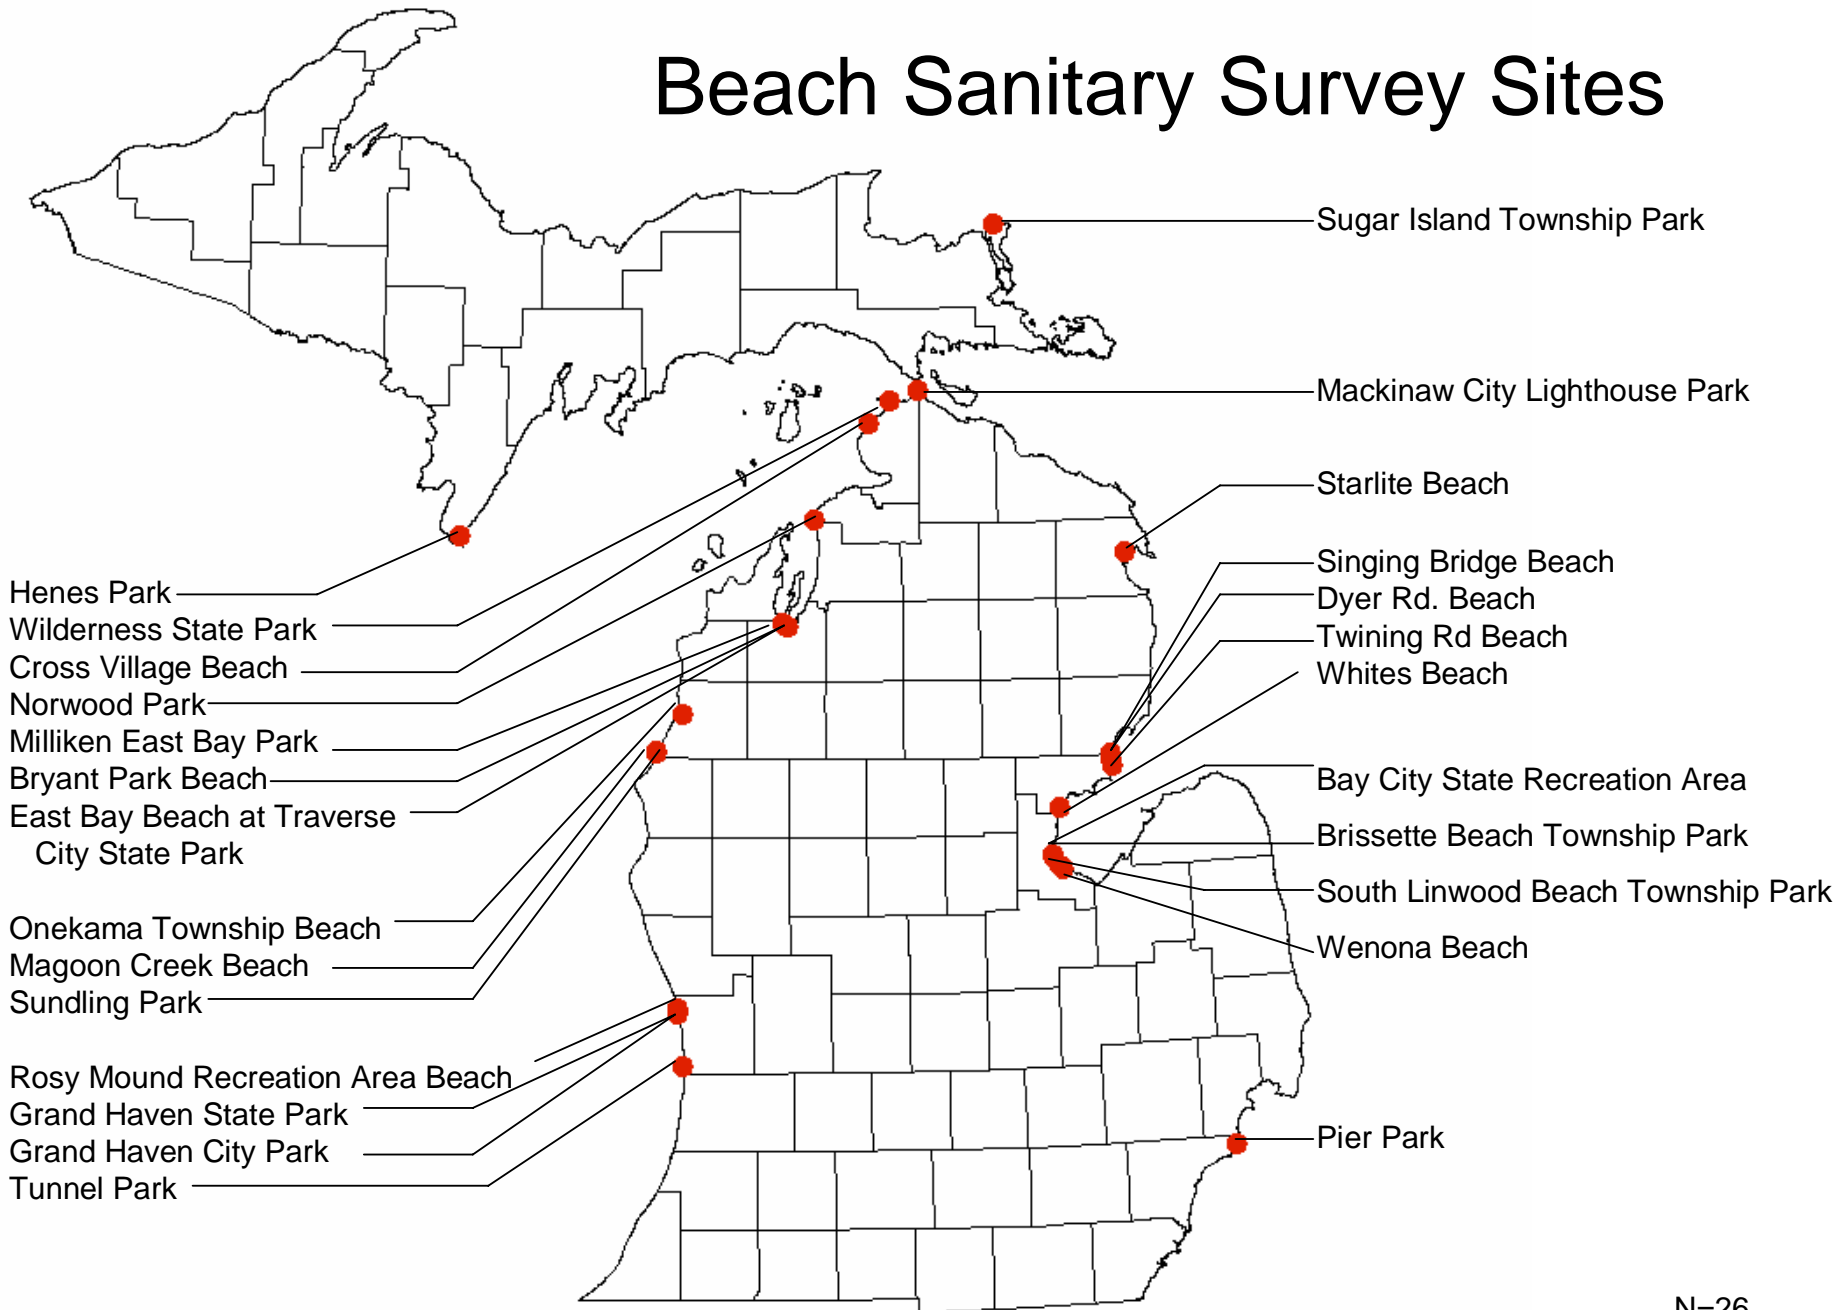 Beach Sanitary Survey Sites
Sugar Island Township Park
Mackinaw City Lighthouse Park
Starlite Beach
Singing Bridge Beach
Dyer Rd. Beach
Twining Rd Beach
Whites Beach
Bay City State Recreation Area
Brissette Beach Township Park
South Linwood Beach Township Park
Wenona Beach
Pier Park
Henes Park
Wilderness State Park
Cross Village Beach
Norwood Park
Milliken East Bay Park
Bryant Park Beach
East Bay Beach at Traverse
City State Park
Onekama Township Beach
Magoon Creek Beach
Sundling Park
Rosy Mound Recreation Area Beach
Grand Haven State Park
Grand Haven City Park
Tunnel Park
N=26